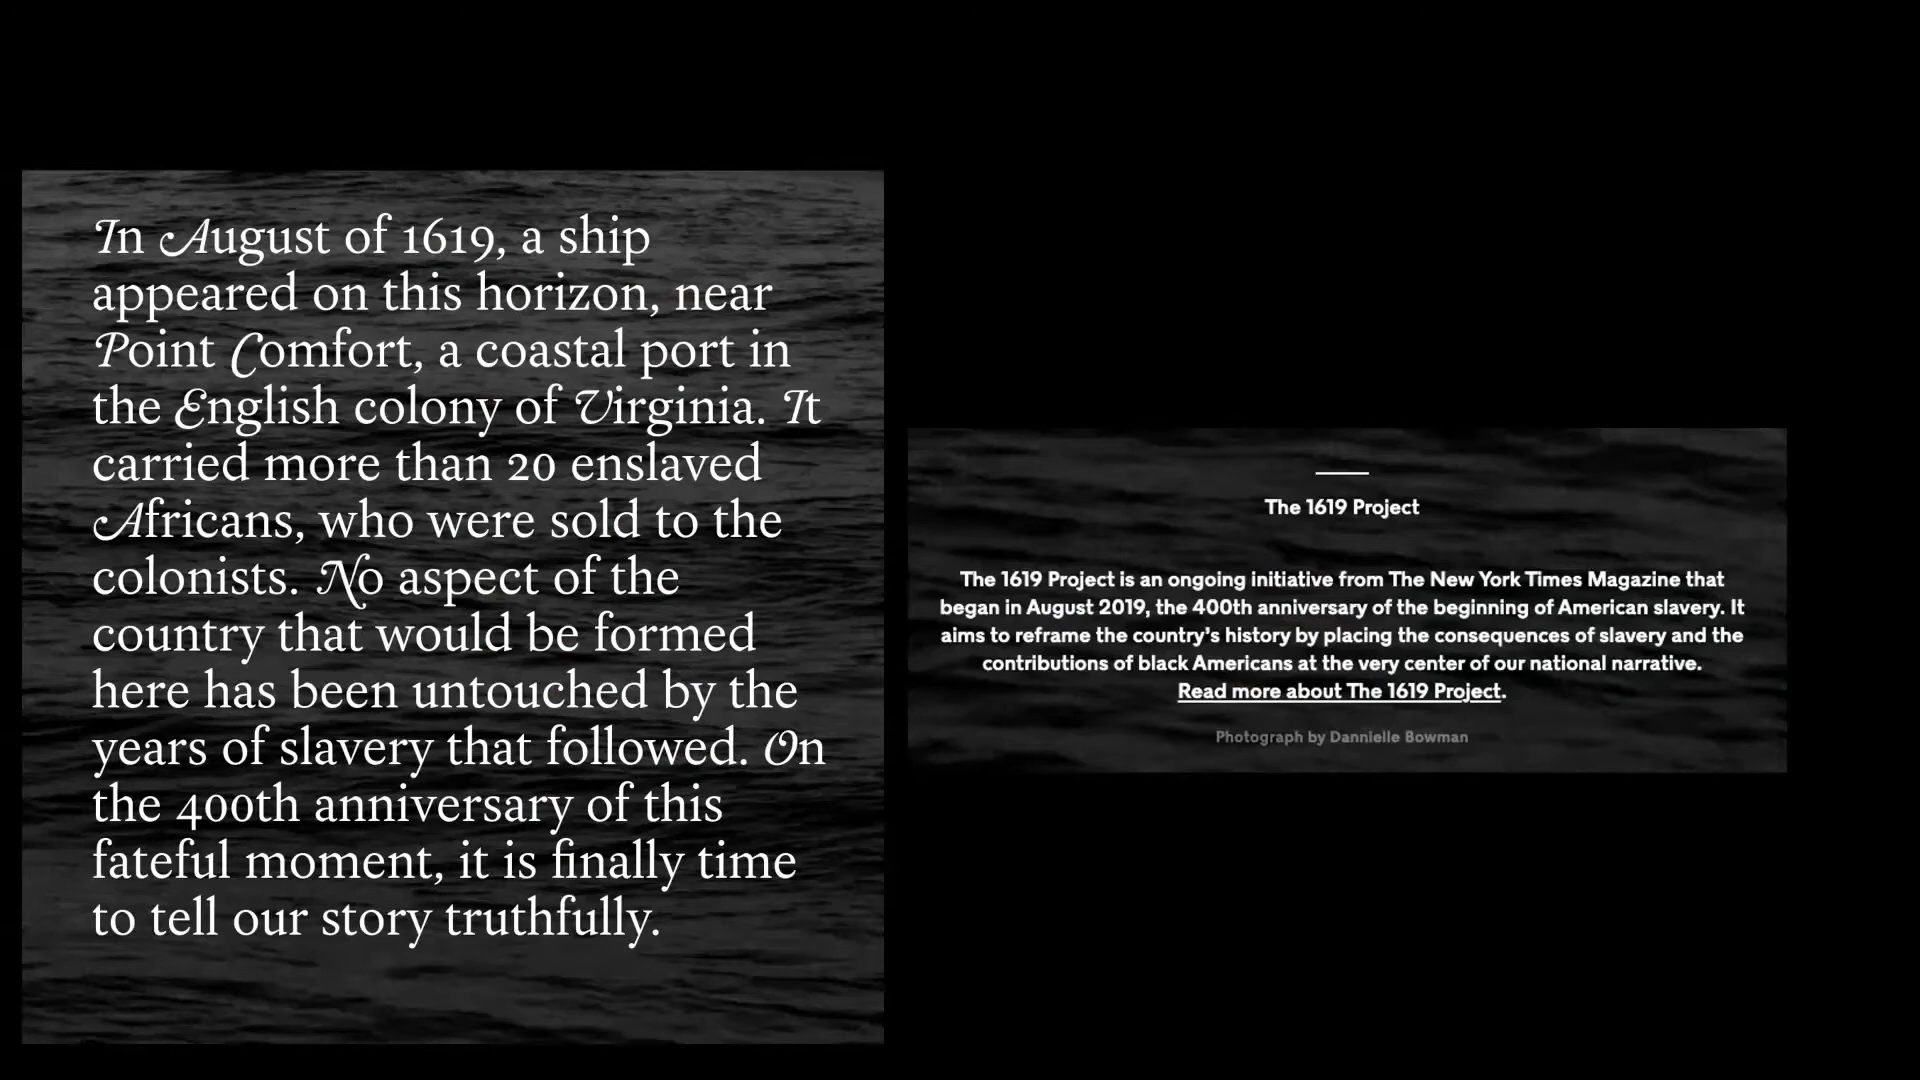 In August of 1619, a ship
appeared on this horizon, near
Point Comfort, a coastal port in
the English colony of Virginia. It
carried more than 20 enslaved
Africans, who were sold to the
colonists. No aspect of the
country that would be formed
here has been untouched by the
years of slavery that followed. On
the 400th anniversary of this
fateful moment, it is finally time
to tell our story truthfully.
The 1619 Project
The 1619 Project is an ongoing initiative from The New York Times Magazine that
began in August 2019, the 400th anniversary of the beginning of American slavery. It
aims to reframe the country's history by placing the consequences of slavery and the
contributions of black Americans at the very center of our national narrative.
Read more about The 1619 Project.
Photograph by Dannielle Bowman